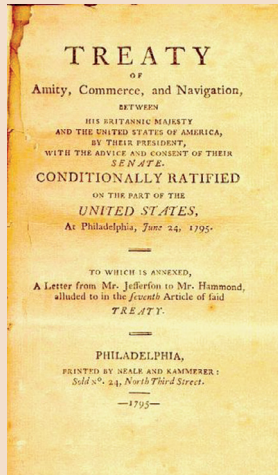 TREATY
OF
Amity, Commerce, and Navigation,
BETWEEN
HIS BRITANNIC MAJESTY
AND THE UNITED STATES OF AMERICA,
BY THEIR PRESIDENT,
WITH THE ADVICE AND CONSENT OF THEIR
SENATE.
CONDITIONALLY RATIFIED
ON THE PART OF THE
UNITED STATES,
At Philadelphia, June 24, 1795.
TO WHICH IS ANNEXED,
A Letter from Mr. Jefferson to Mr. Hammond,
alluded to in the seventh Article of said
TREATY.
PHILADELPHIA,
PRINTED BY NEALE AND KAMMERER:
Sold No. 24, North Third Street.
—1795—